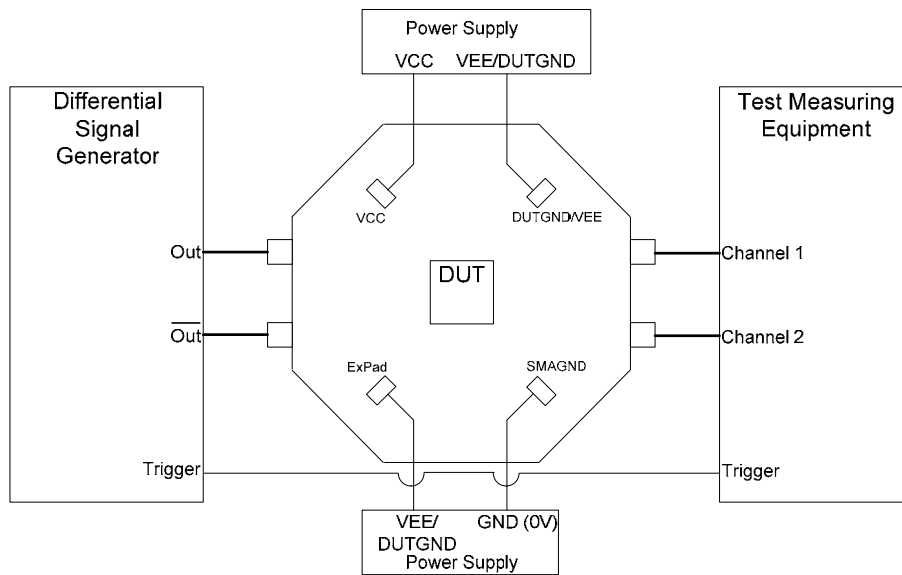 Power Supply
VCC VEE/DUTGND
Differential
Signal
Generator
Test Measuring
Equipment
VCC
DUTGND/VEE
Out
Channel 1
DUT
Out
Channel 2
ExPad
SMAGND
Trigger
Trigger
VEE/
DUTGND
GND (0V)
Power Supply